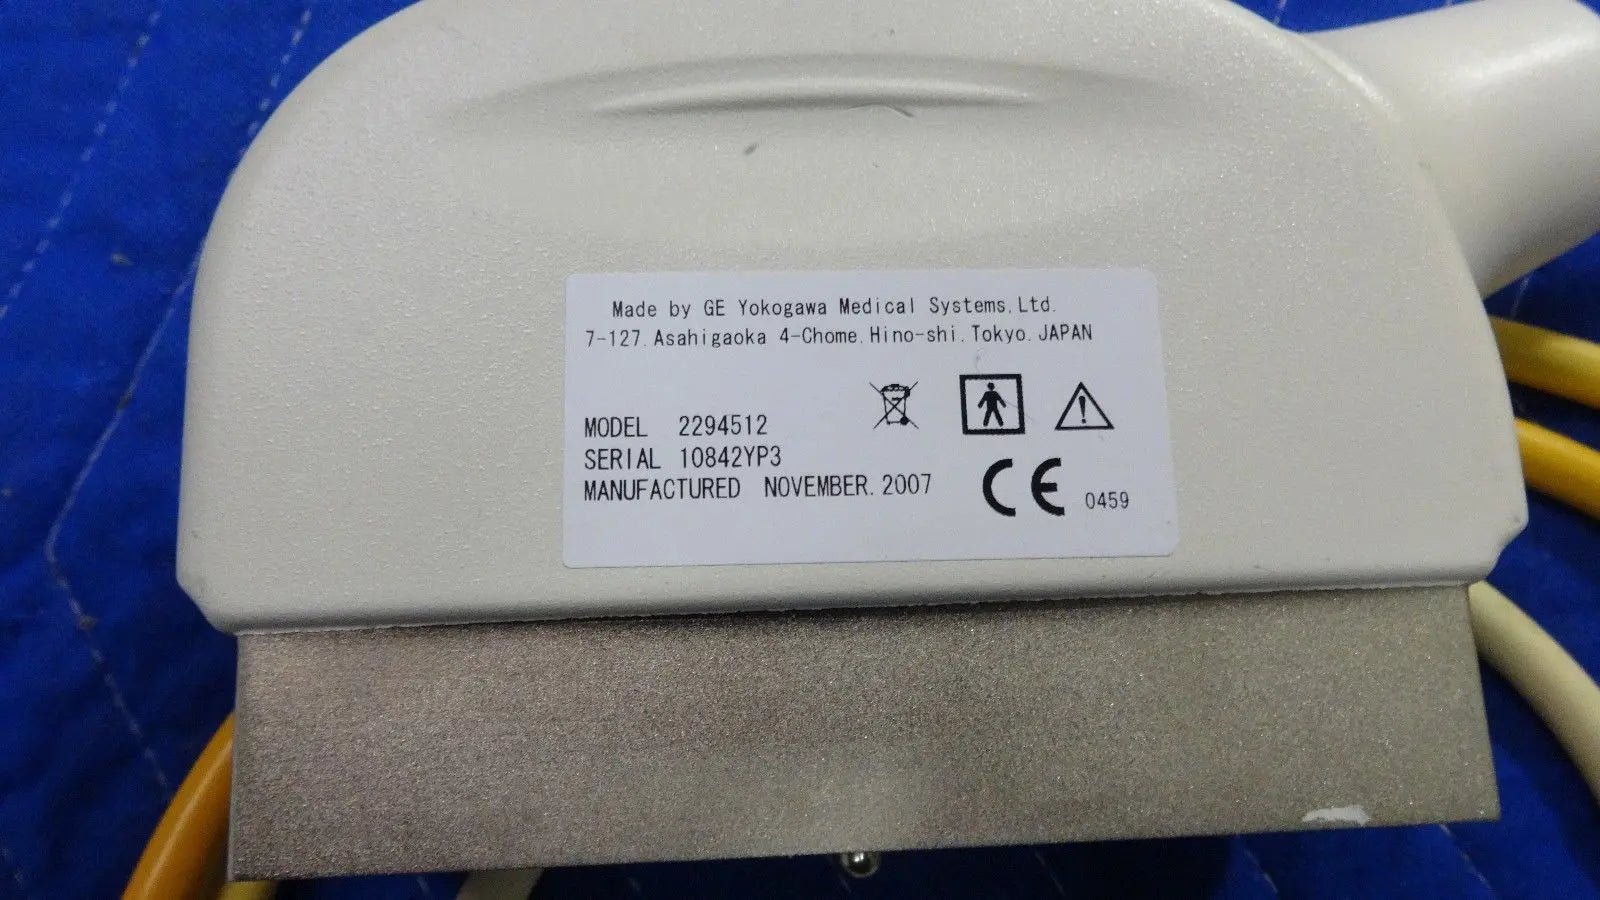 Made by GE Yokogawa Medical Systems,Ltd.
7-127,Asahigaoka 4-Chome,Hino-shi,Tokyo.JAPAN
MODEL 2294512
SERIAL 10842YP3
MANUFACTURED NOVEMBER.2007
CE 0459